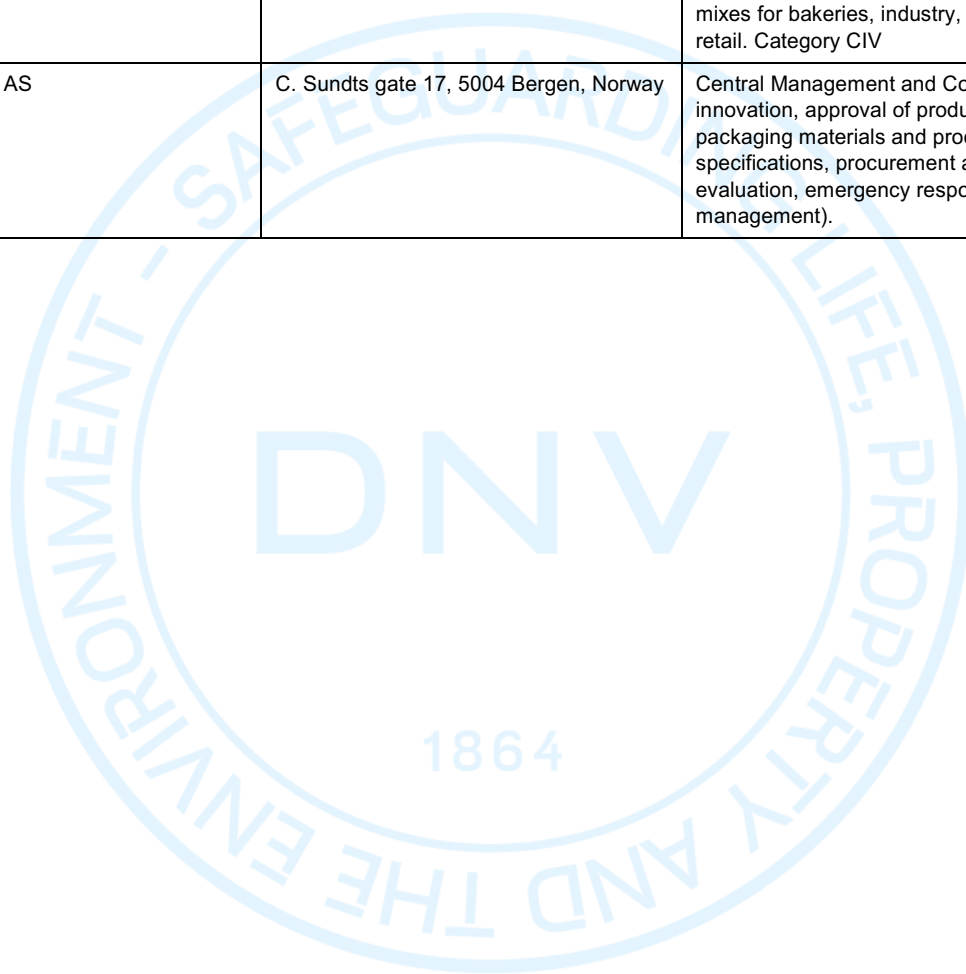 mixes for bakeries, industry,
retail. Category CIV
AS
C. Sundts gate 17, 5004 Bergen, Norway
Central Management and Co
innovation, approval of produ
packaging materials and pro
specifications, procurement a
evaluation, emergency respo
management).
SAFEGUARDING LIFE, PROPERTY AND THE ENVIRONMENT -
DNV
1864